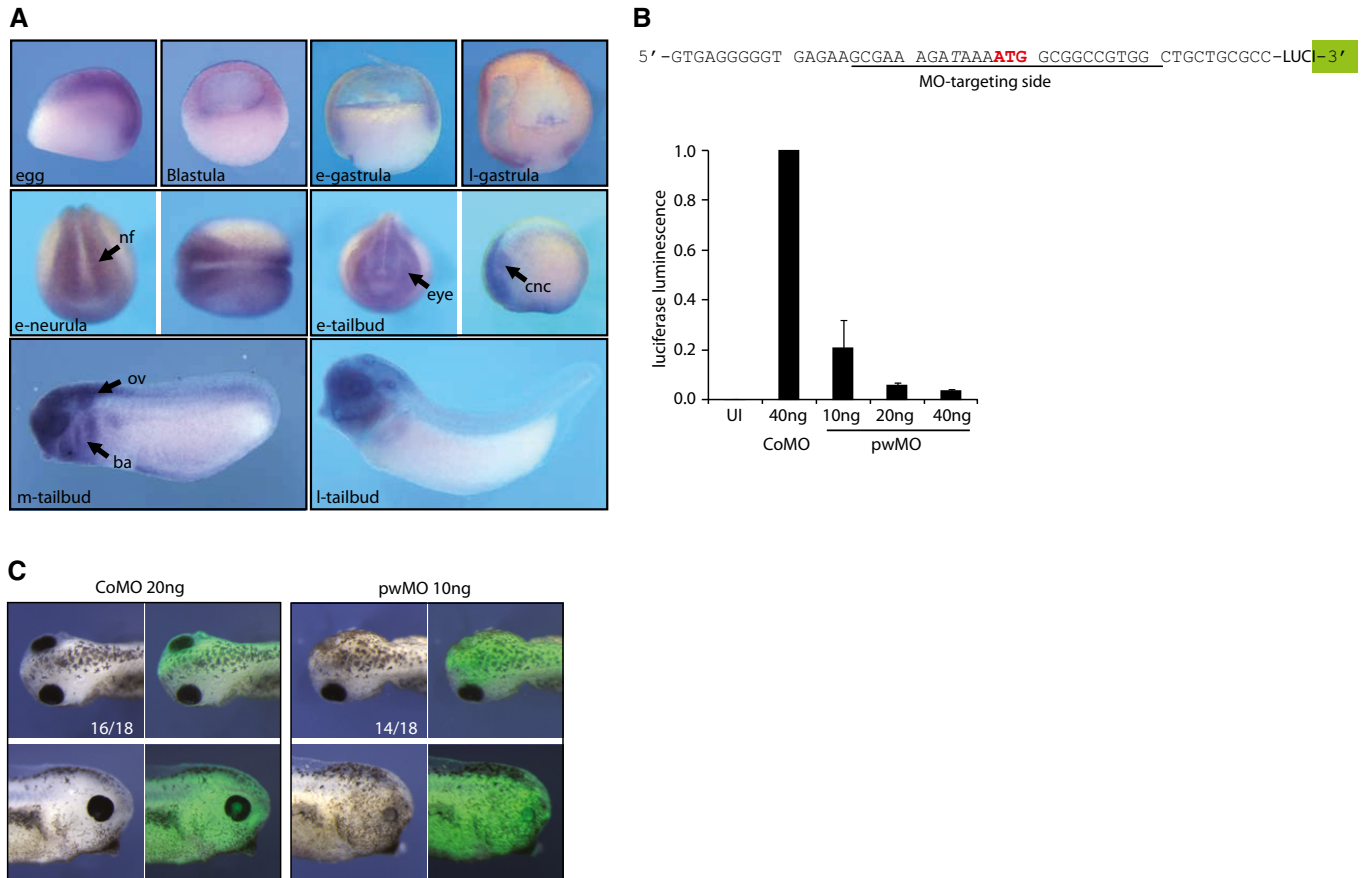 A
egg
Blastula
e-gastrula
l-gastrula
nf
e-neurula
eye
cnc
e-tailbud
ov
ba
m-tailbud
l-tailbud
B
5′-GTGAGGGGGT GAGAAGCGAAA AGATAAAATG GCGGCCGTGG CTGCTGCGCC-LUCI-3′
MO-targeting side
luciferase luminescence
1.0
0.8
0.6
0.4
0.2
0.0
UI 40ng 10ng 20ng 40ng
CoMO pwMO
C
CoMO 20ng pwMO 10ng
16/18 14/18